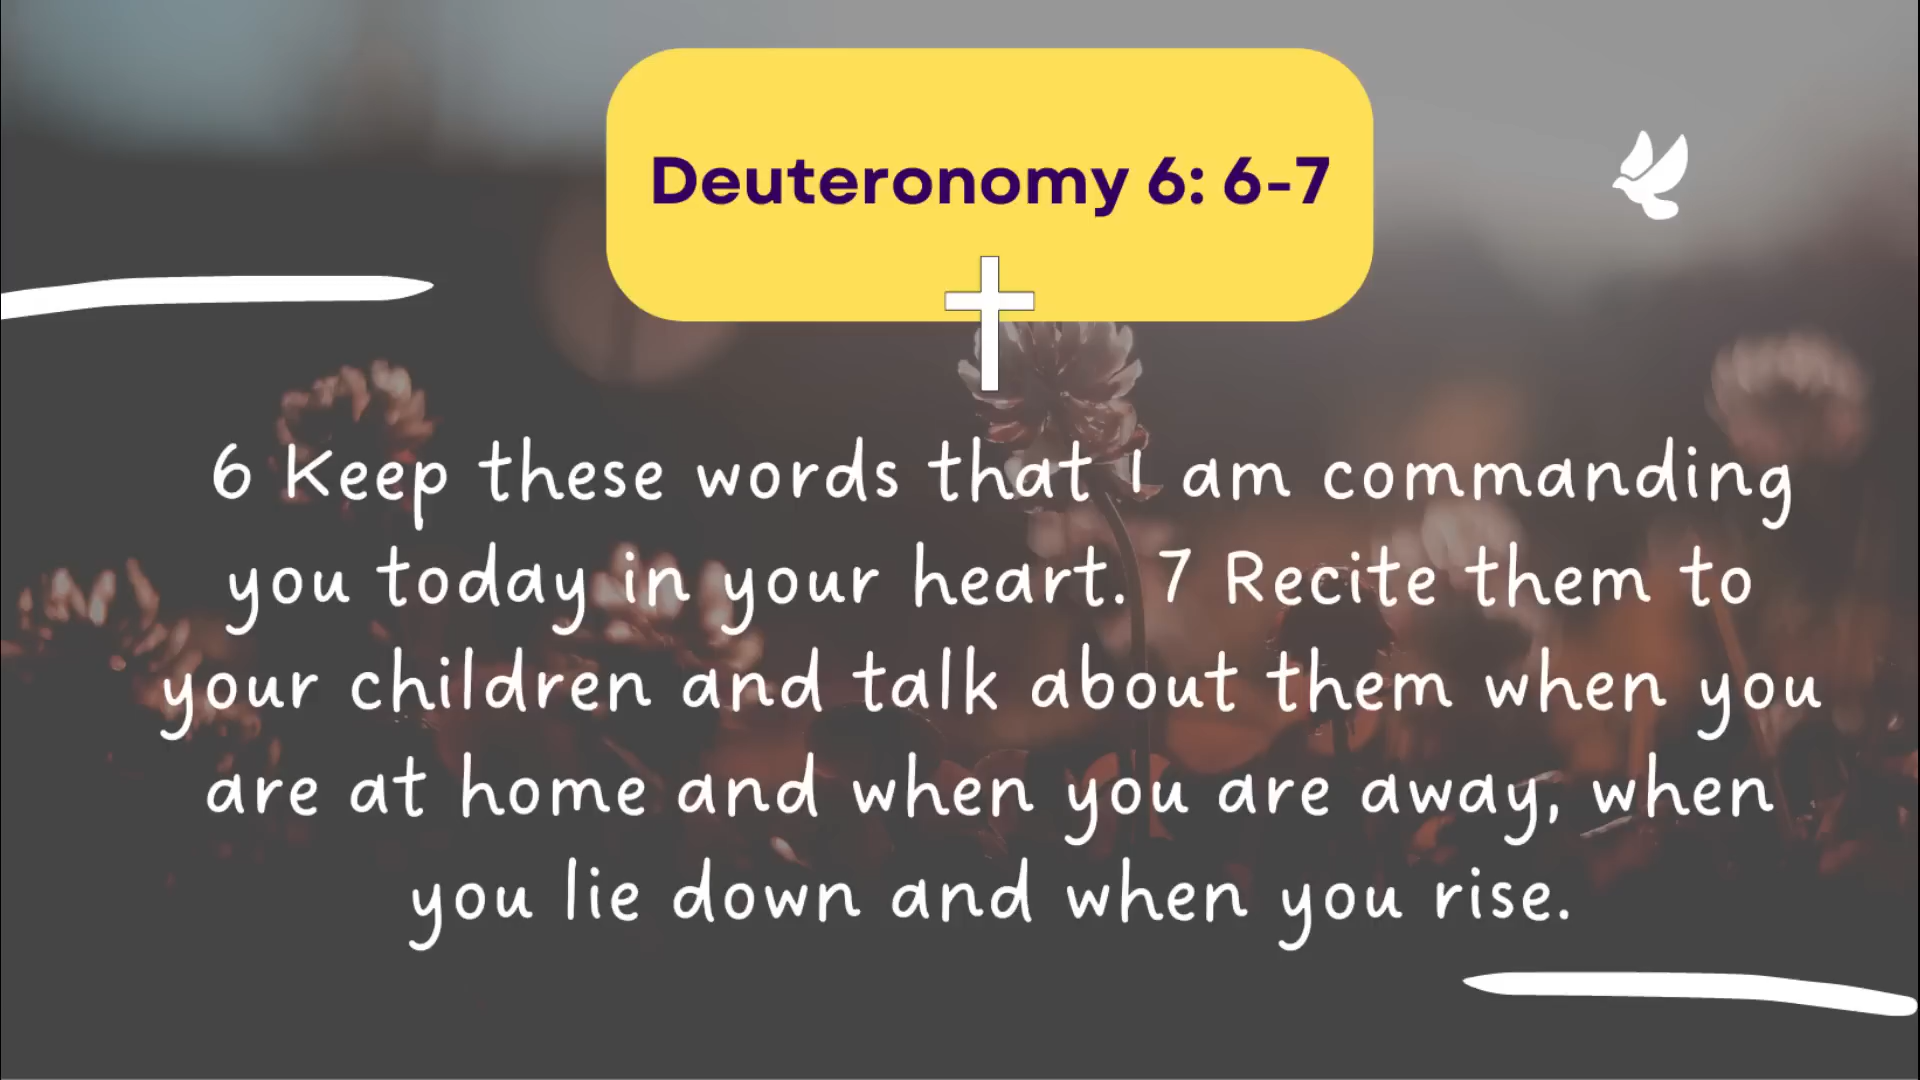 Deuteronomy 6: 6-7
6 Keep these words that I am commanding
you today in your heart. 7 Recite them to
your children and talk about them when you
are at home and when you are away, when
you lie down and when you rise.